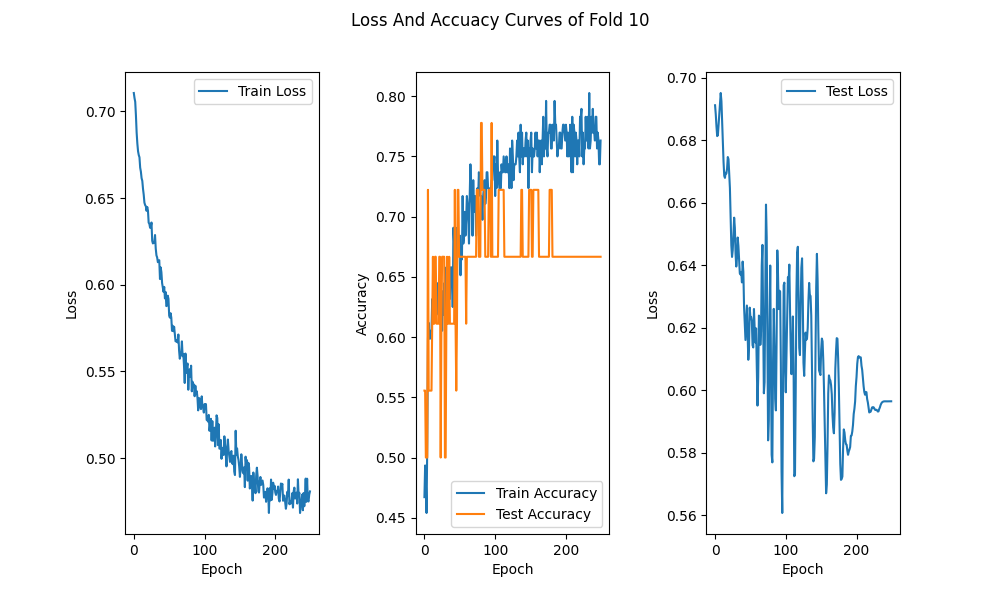 Loss And Accuacy Curves of Fold 10
Train Loss
0.70
0.65
0.60
0.55
0.50
Loss
0
100
200
Epoch
0.80
0.75
0.70
0.65
0.60
0.55
0.50
0.45
Accuracy
Train Accuracy
Test Accuracy
0
100
200
Epoch
Test Loss
0.70
0.68
0.66
0.64
0.62
0.60
0.58
0.56
Loss
0
100
200
Epoch